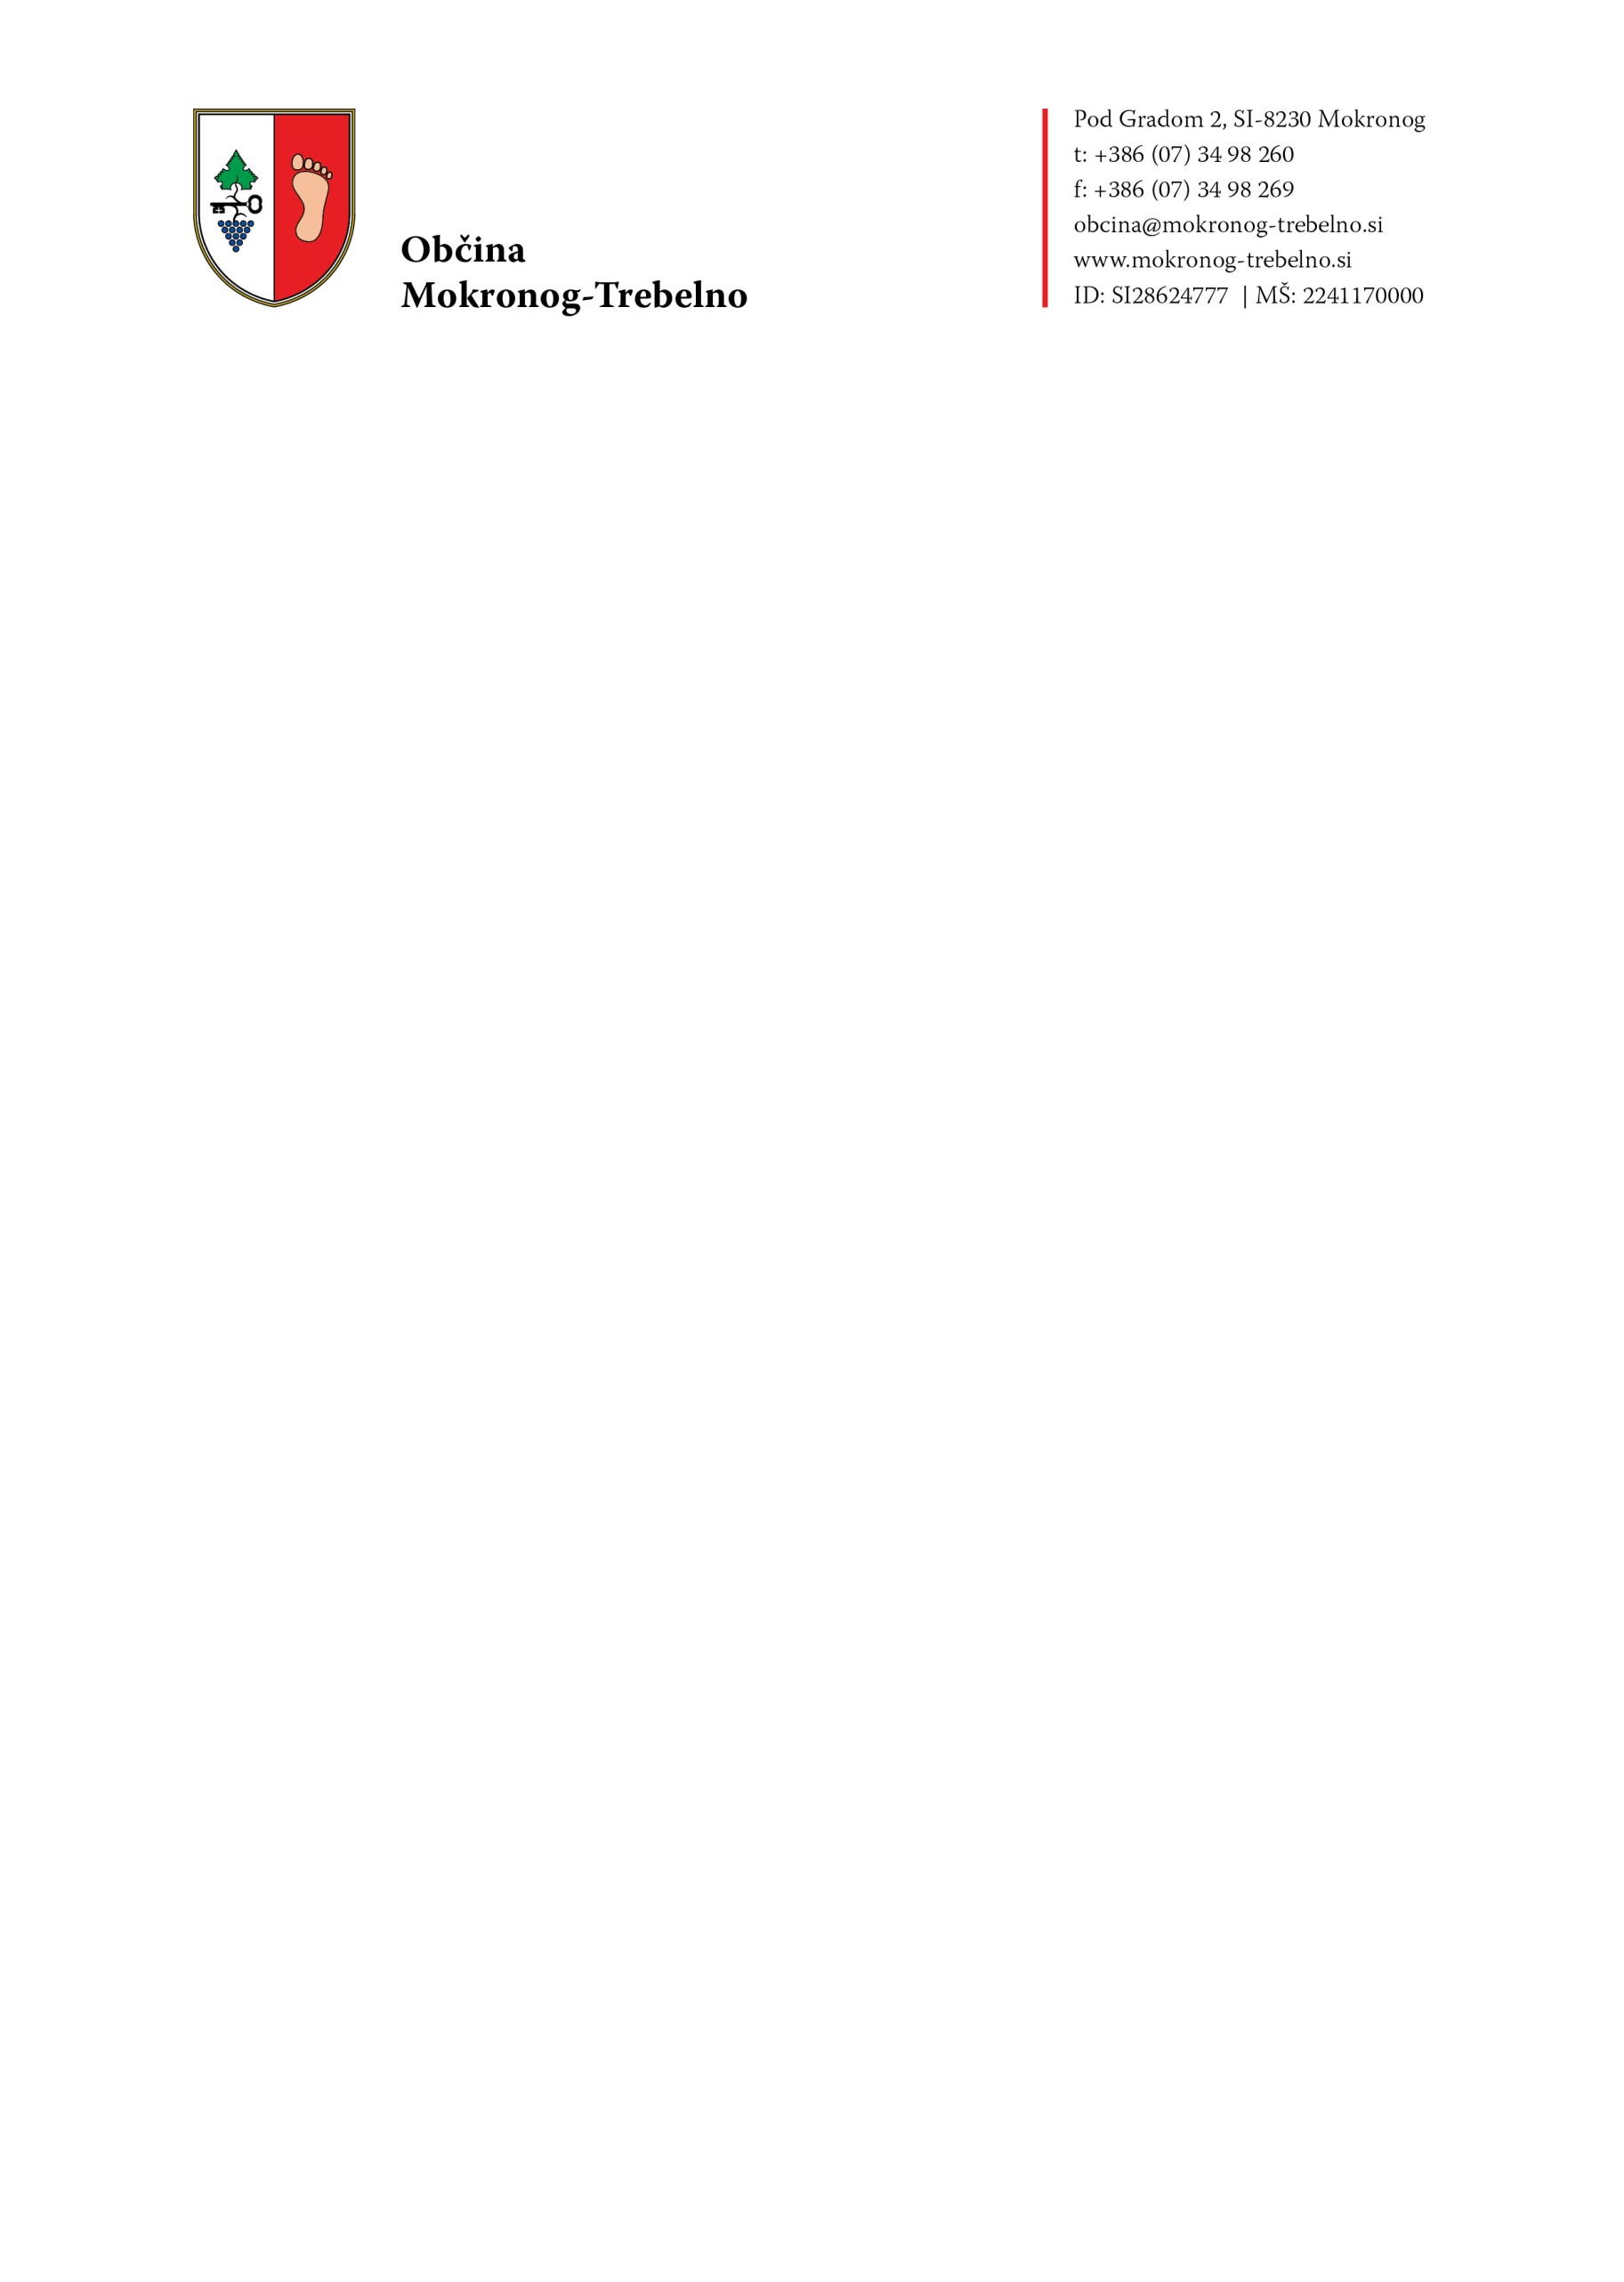 Občina
Mokronog-Trebelno
Pod Gradom 2, SI-8230 Mokronog
t: +386 (07) 34 98 260
f: +386 (07) 34 98 269
obcina@mokronog-trebelno.si
www.mokronog-trebelno.si
ID: SI28624777 | MŠ: 2241170000